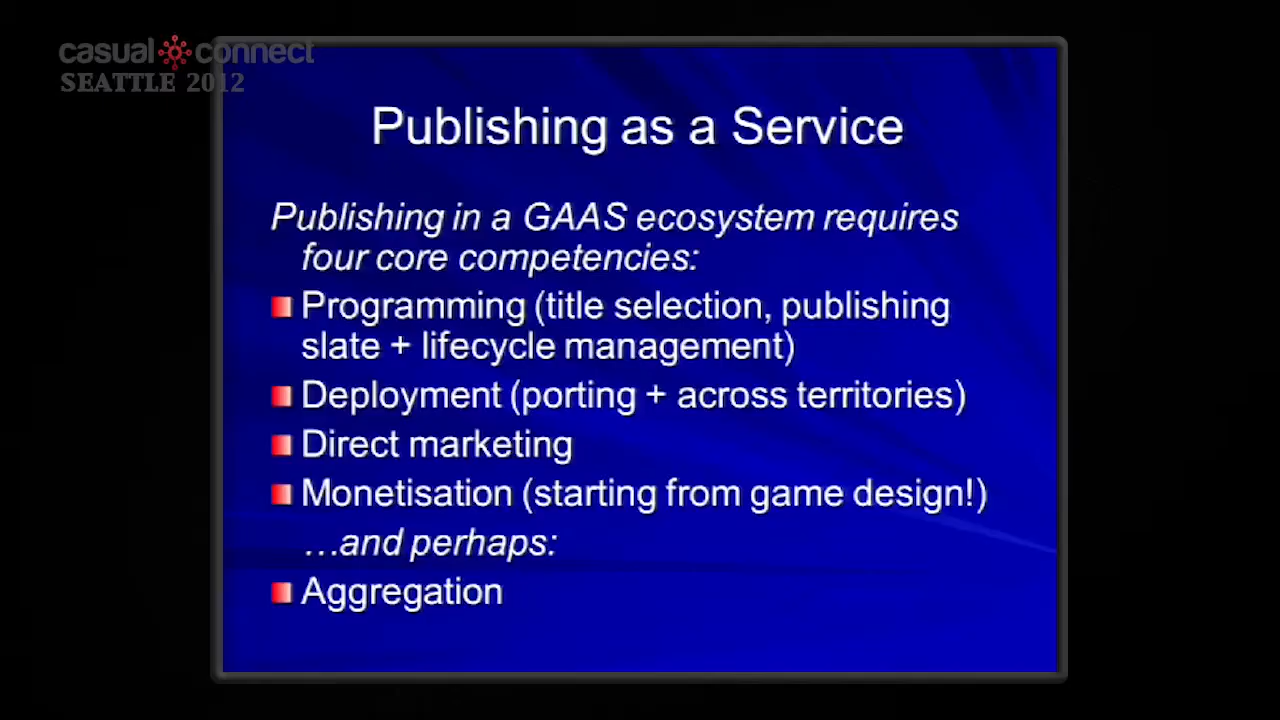 casual connect
SEATTLE 2012
Publishing as a Service
Publishing in a GAAS ecosystem requires
four core competencies:
Programming (title selection, publishing
slate + lifecycle management)
Deployment (porting + across territories)
Direct marketing
Monetisation (starting from game design!)
…and perhaps:
Aggregation